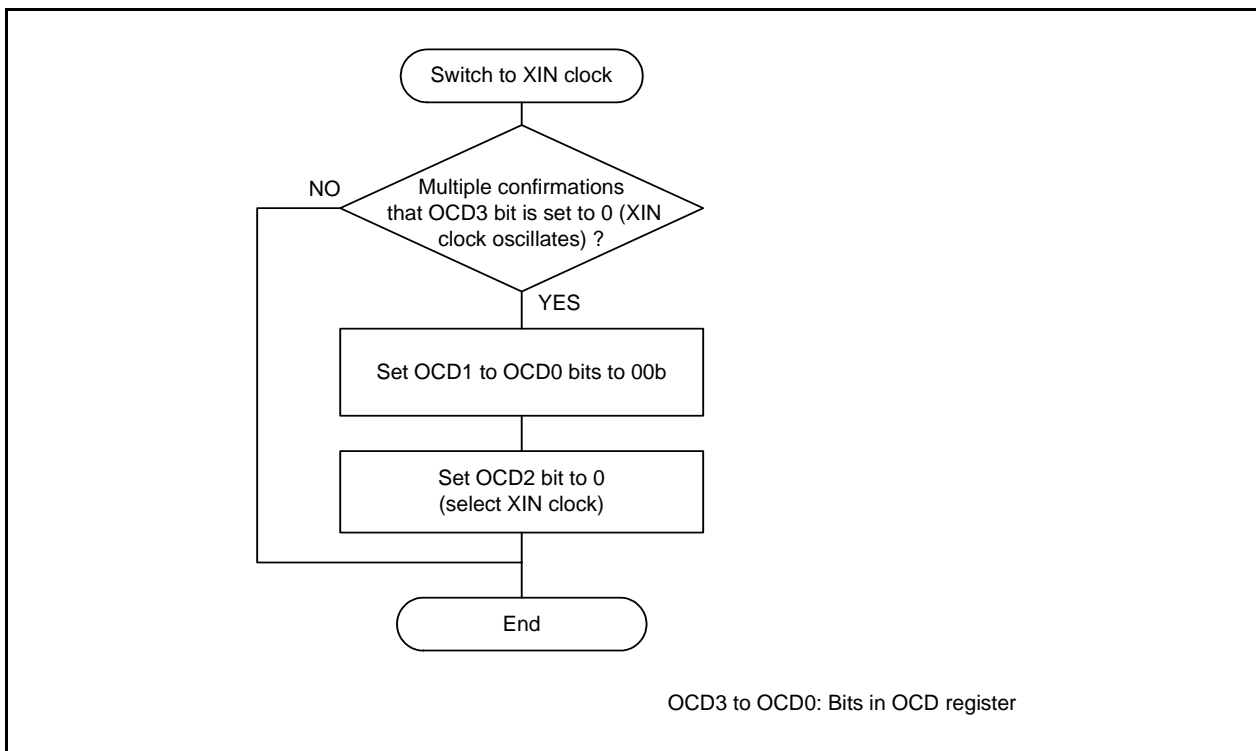 Switch to XIN clock
NO
Multiple confirmations
that OCD3 bit is set to 0 (XIN
clock oscillates) ?
YES
Set OCD1 to OCD0 bits to 00b
Set OCD2 bit to 0
(select XIN clock)
End
OCD3 to OCD0: Bits in OCD register